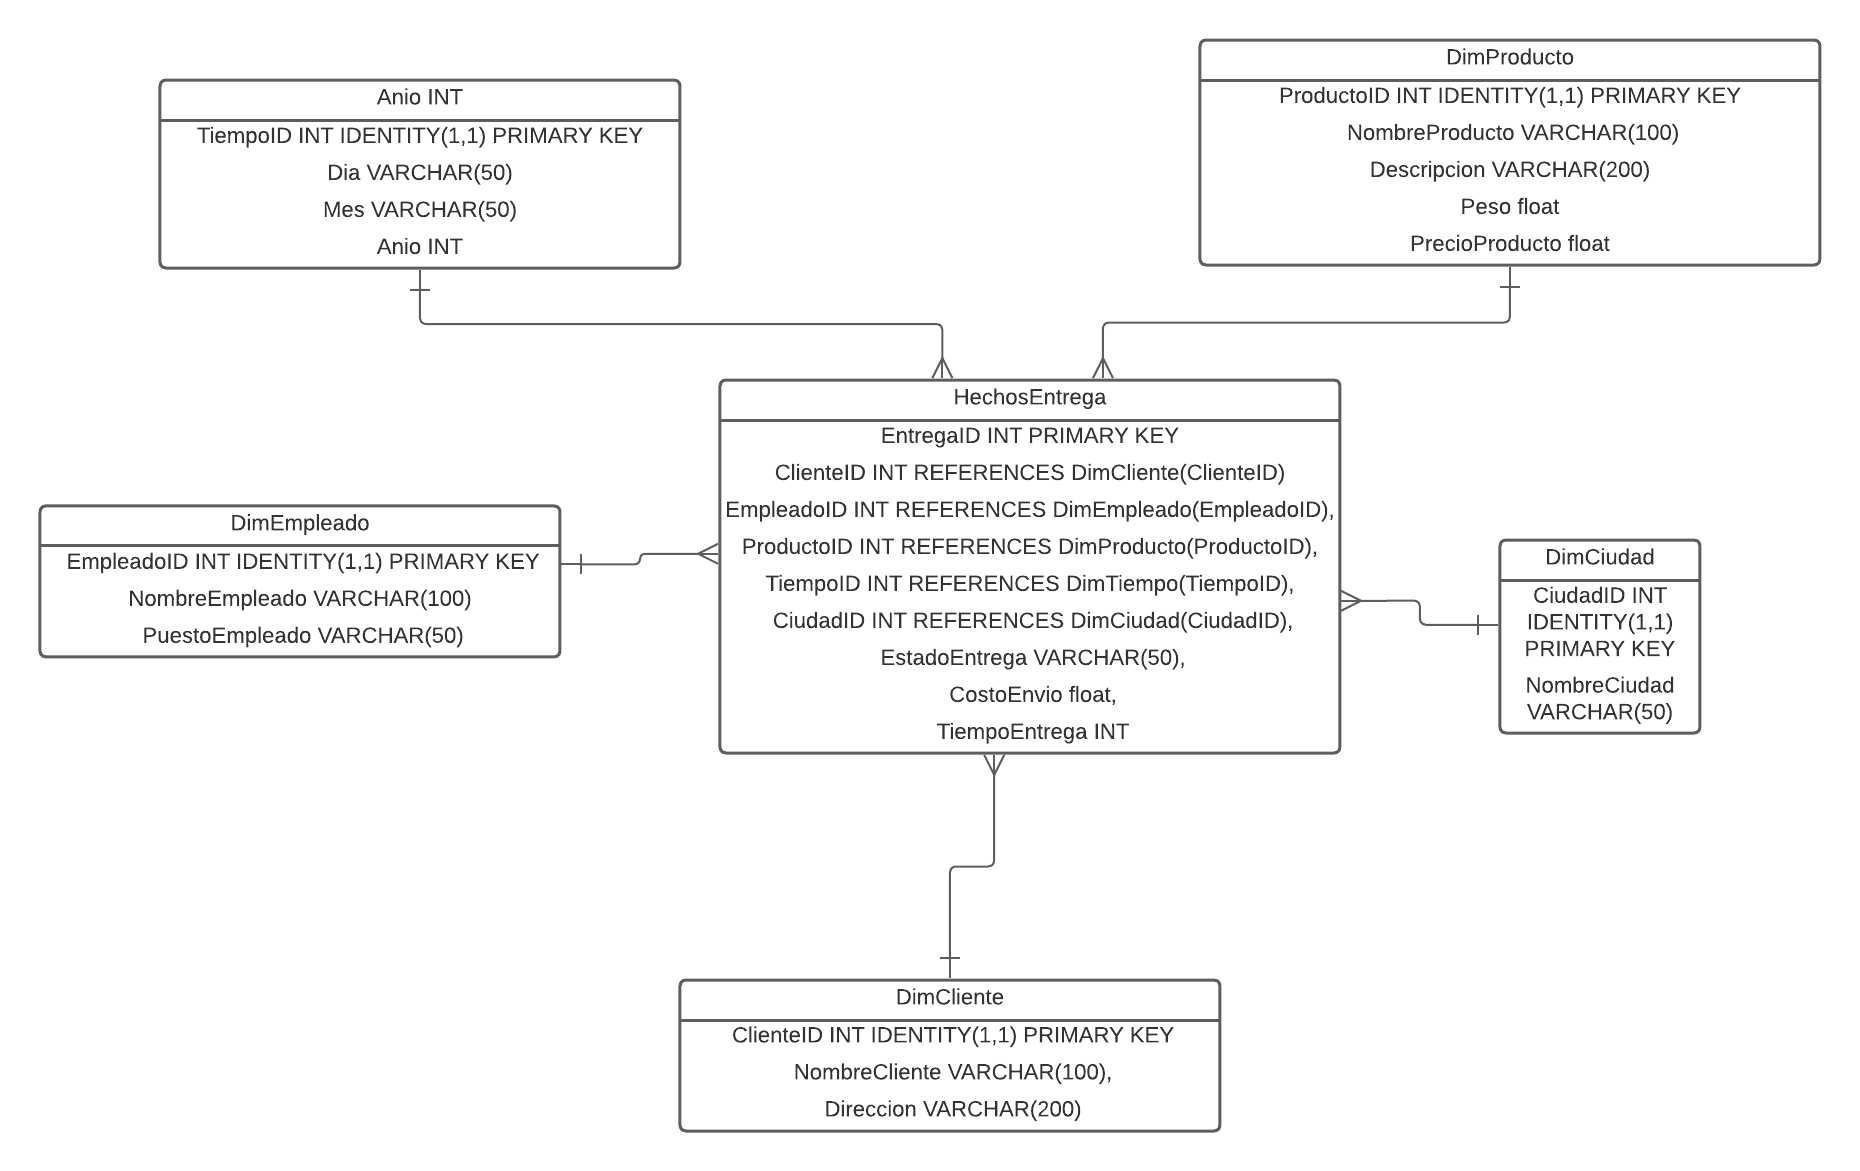 Anio INT
TiempoID INT IDENTITY(1,1) PRIMARY KEY
Dia VARCHAR(50)
Mes VARCHAR(50)
Anio INT
DimProducto
ProductoID INT IDENTITY(1,1) PRIMARY KEY
NombreProducto VARCHAR(100)
Descripcion VARCHAR(200)
Peso float
PrecioProducto float
HechosEntrega
EntregaID INT PRIMARY KEY
ClienteID INT REFERENCES DimCliente(ClienteID)
EmpleadoID INT REFERENCES DimEmpleado(EmpleadoID),
ProductoID INT REFERENCES DimProducto(ProductoID),
TiempoID INT REFERENCES DimTiempo(TiempoID),
CiudadID INT REFERENCES DimCiudad(CiudadID),
EstadoEntrega VARCHAR(50),
CostoEnvio float,
TiempoEntrega INT
DimEmpleado
EmpleadoID INT IDENTITY(1,1) PRIMARY KEY
NombreEmpleado VARCHAR(100)
PuestoEmpleado VARCHAR(50)
DimCiudad
CiudadID INT
IDENTITY(1,1)
PRIMARY KEY
NombreCiudad
VARCHAR(50)
DimCliente
ClienteID INT IDENTITY(1,1) PRIMARY KEY
NombreCliente VARCHAR(100),
Direccion VARCHAR(200)